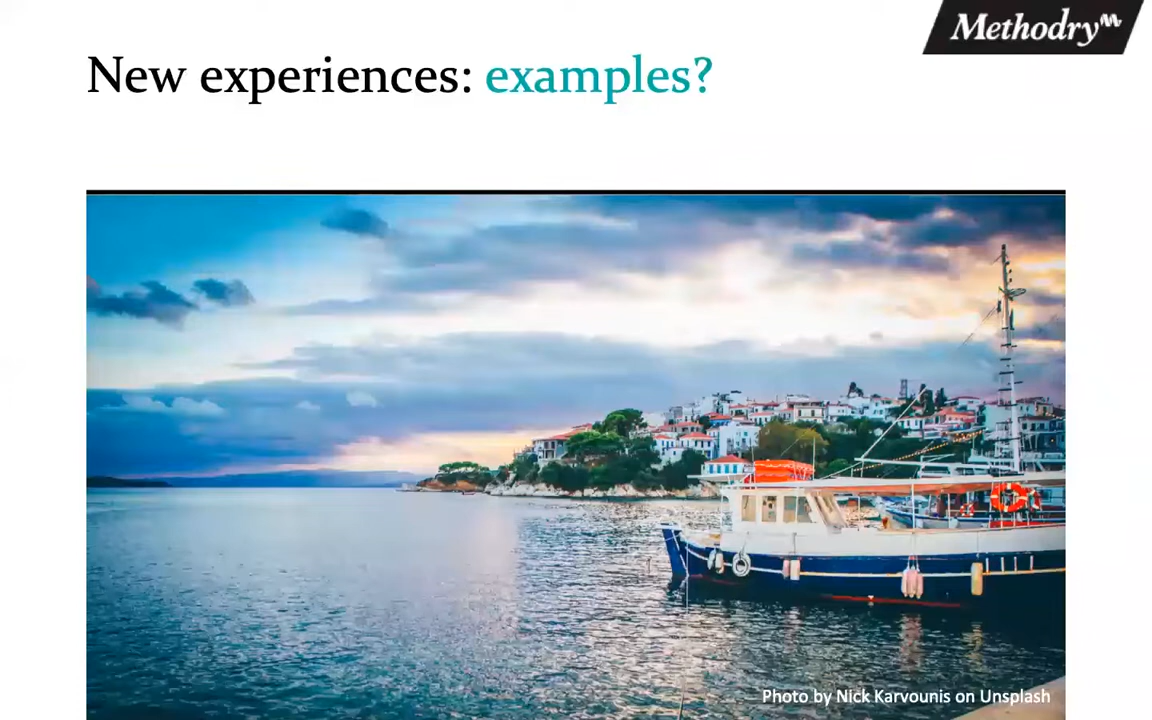 Methodry
New experiences: examples?
Photo by Nick Karvounis on Unsplash